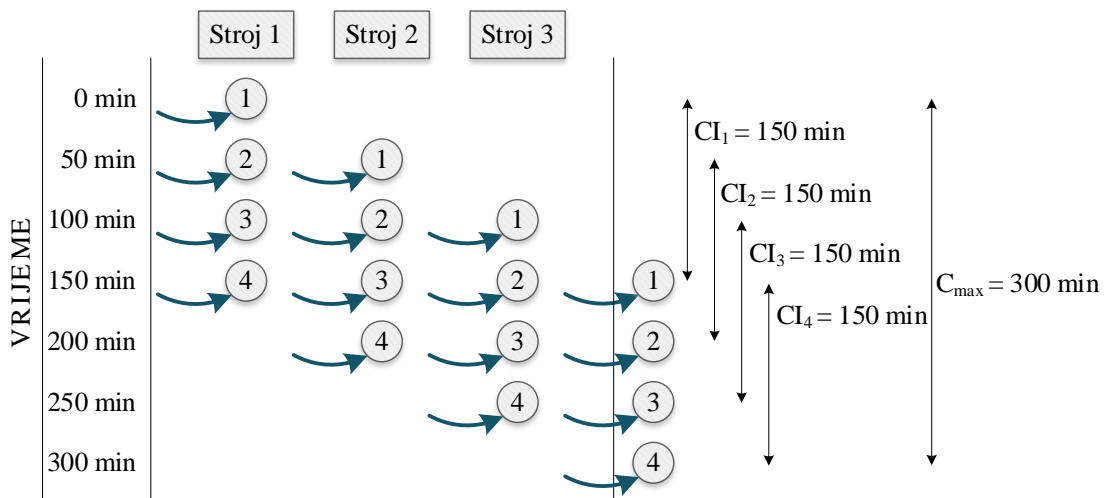 Stroj 1 Stroj 2 Stroj 3
VRIJEME
0 min 1
50 min 2 1
100 min 3 2 1
150 min 4 3 2 1
200 min 4 3 2
250 min 4 3
300 min 4
CI1 = 150 min
CI2 = 150 min
CI3 = 150 min
CI4 = 150 min
Cmax = 300 min